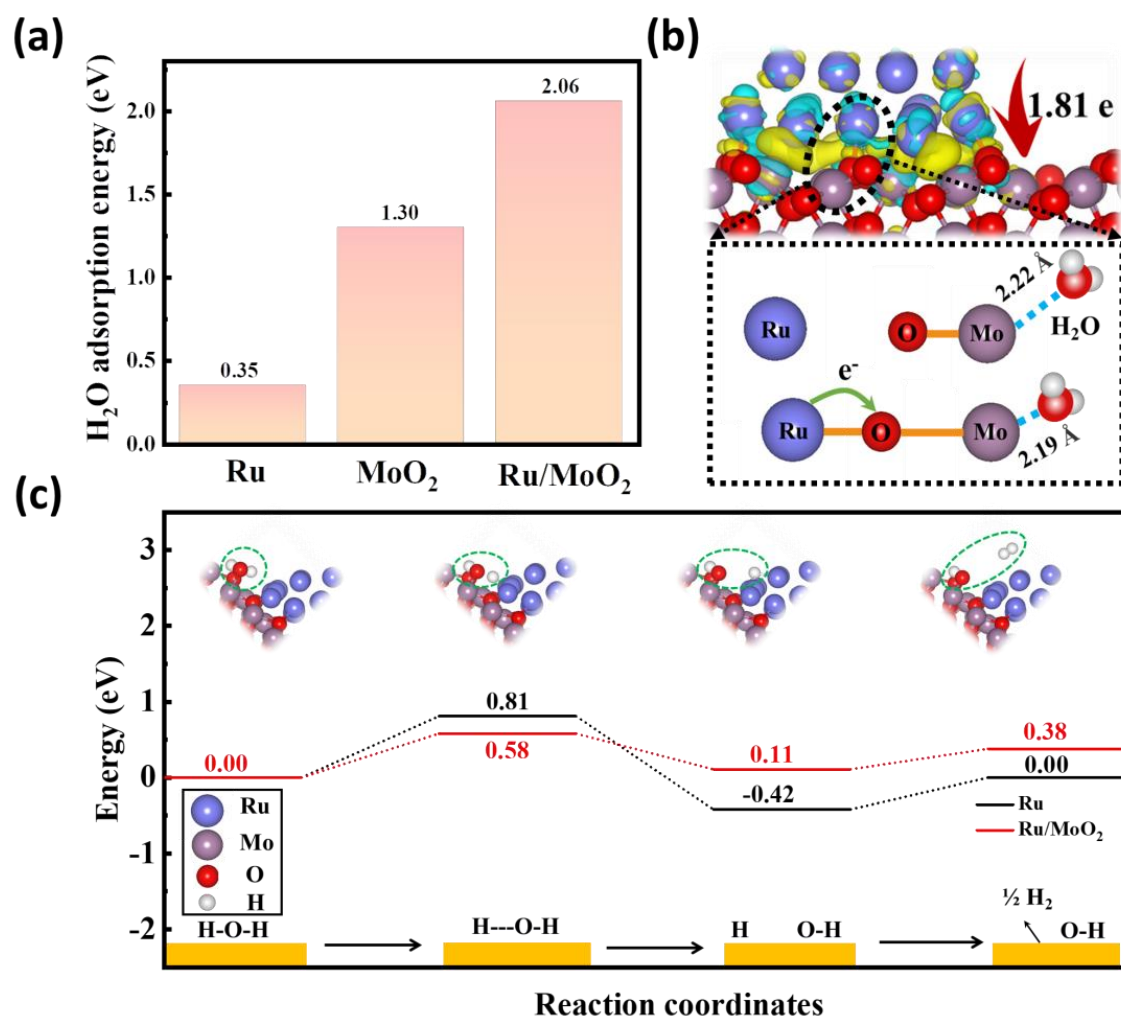 (a)
H₂O adsorption energy (eV)
2.0
1.5
1.0
0.5
0.0
0.35
1.30
2.06
Ru
MoO₂
Ru/MoO₂
(b)
1.81 e
Ru
O
Mo
2.22 Å
H₂O
e⁻
Ru
O
Mo
2.19 Å
(c)
Energy (eV)
3
2
1
0
-1
-2
0.00
0.81
0.58
0.11
-0.42
0.38
0.00
Ru
Ru/MoO₂
Ru
Mo
O
H
H-O-H
H---O-H
H O-H
½ H₂
O-H
Reaction coordinates